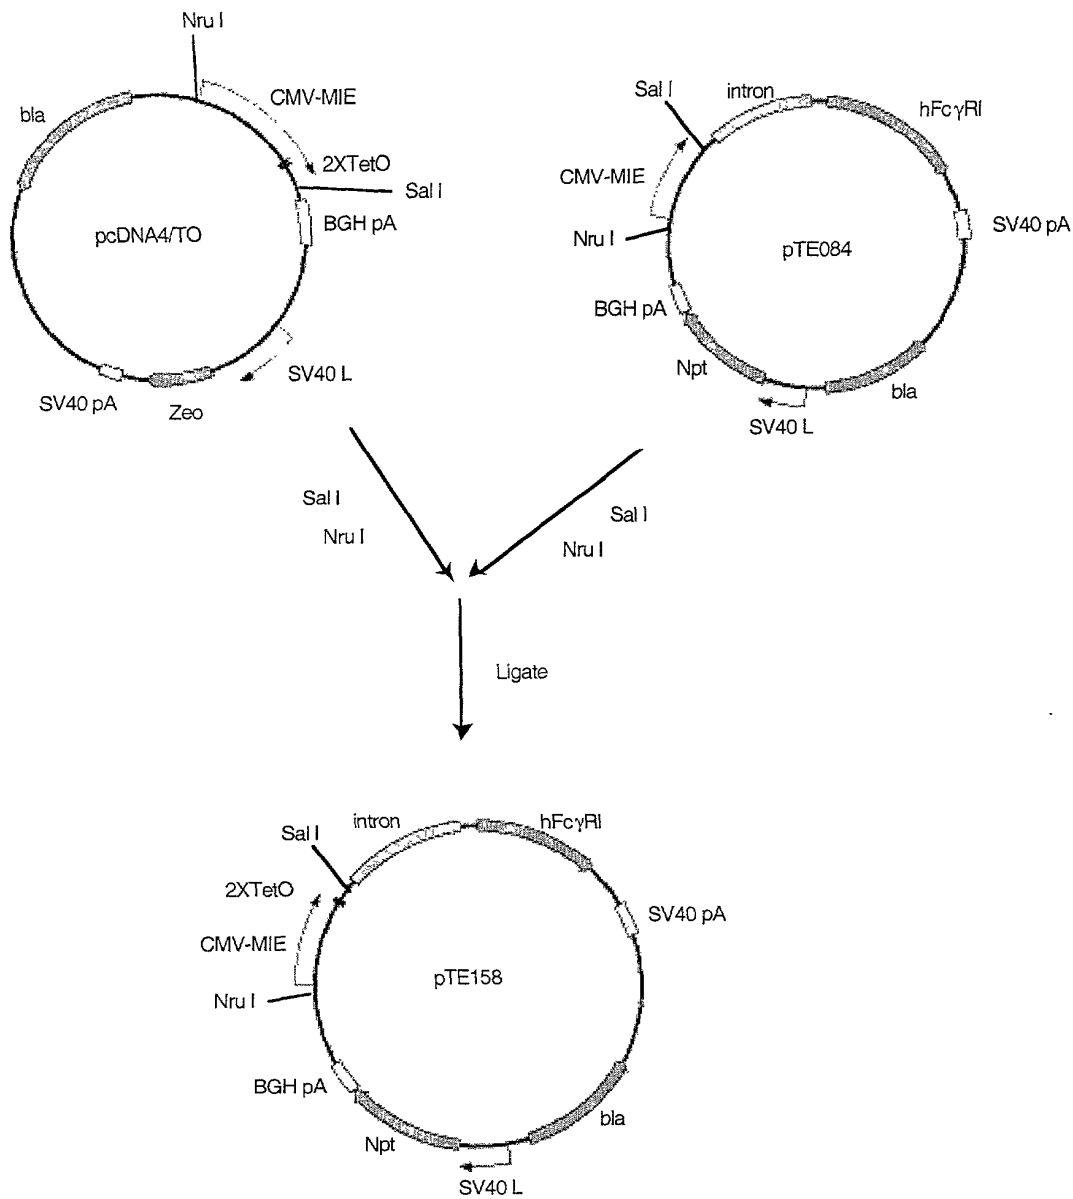 Nru I
CMV-MIE
bla
2XTetO
Sal I
BGH pA
pcDNA4/TO
SV40 L
SV40 pA
Zeo
Sal I
intron
hFcγRI
CMV-MIE
Nru I
SV40 pA
pTE084
BGH pA
Npt
bla
SV40 L
Sal I
Nru I
Sal I
Nru I
Ligate
intron
hFcγRI
Sal I
2XTetO
SV40 pA
CMV-MIE
pTE158
Nru I
BGH pA
bla
Npt
SV40 L